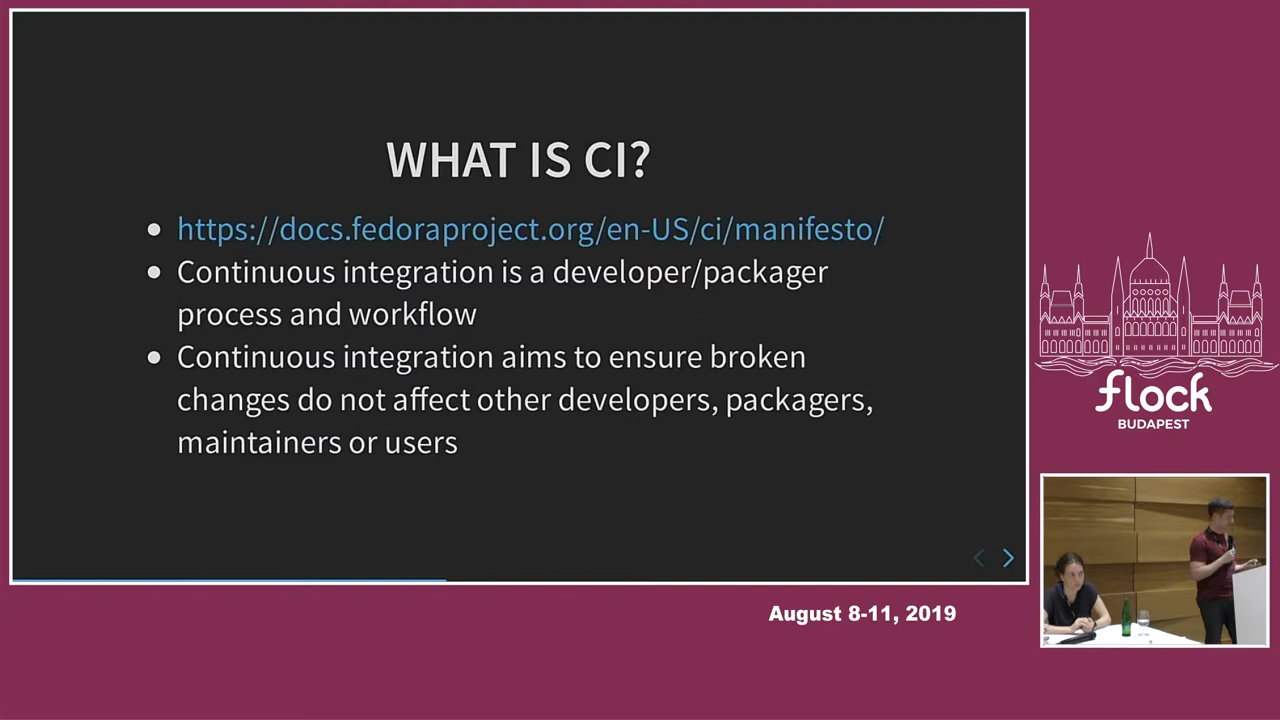 WHAT IS CI?
https://docs.fedoraproject.org/en-US/ci/manifesto/
Continuous integration is a developer/packager
process and workflow
Continuous integration aims to ensure broken
changes do not affect other developers, packagers,
maintainers or users
flock
BUDAPEST
August 8-11, 2019